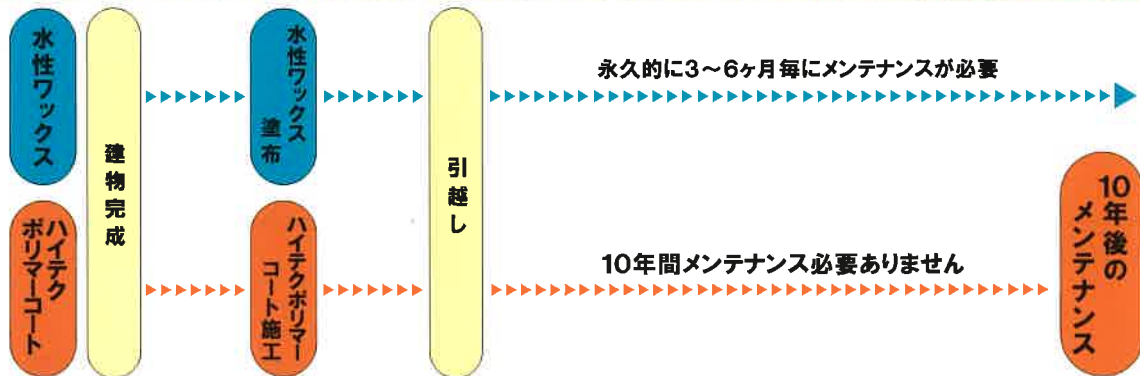 水性ワックス
建物完成
水性ワックス
塗布
引越し
永久的に3～6ヶ月毎にメンテナンスが必要
ハイテク
ポリマーコート
ハイテクポリマー
コート施工
10年間メンテナンス必要ありません
10年後の
メンテナンス